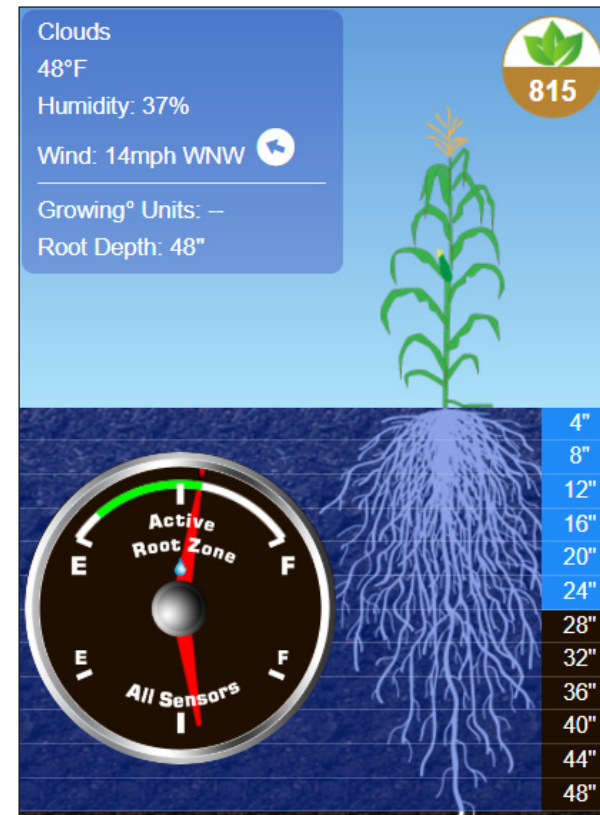 Clouds
48°F
Humidity: 37%
Wind: 14mph WNW
Growing° Units: --
Root Depth: 48"
815
4"
8"
12"
16"
20"
24"
28"
32"
36"
40"
44"
48"
Active
Root Zone
E F
E F
All Sensors